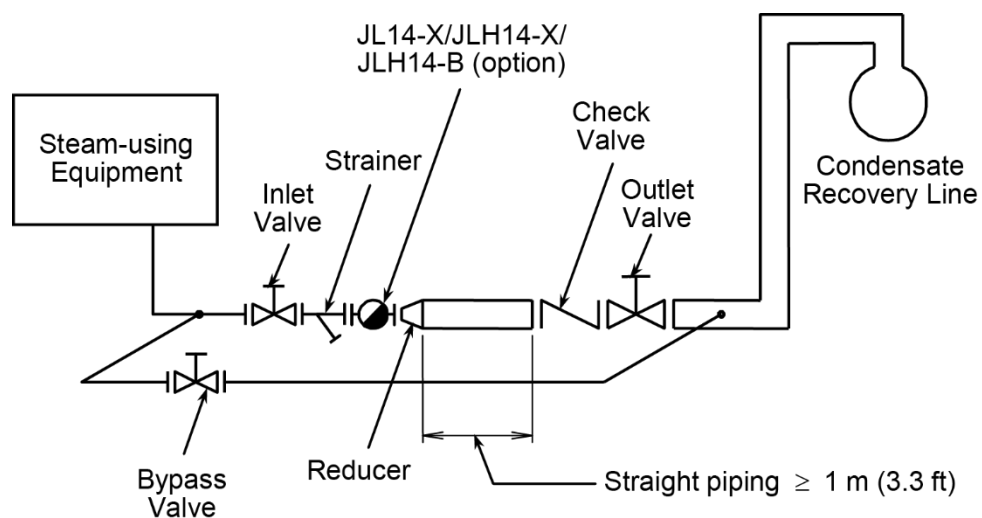 JL14-X/JLH14-X/
JLH14-B (option)
Steam-using
Equipment
Inlet
Valve
Strainer
Check
Valve
Outlet
Valve
Condensate
Recovery Line
Bypass
Valve
Reducer
Straight piping ≥ 1 m (3.3 ft)